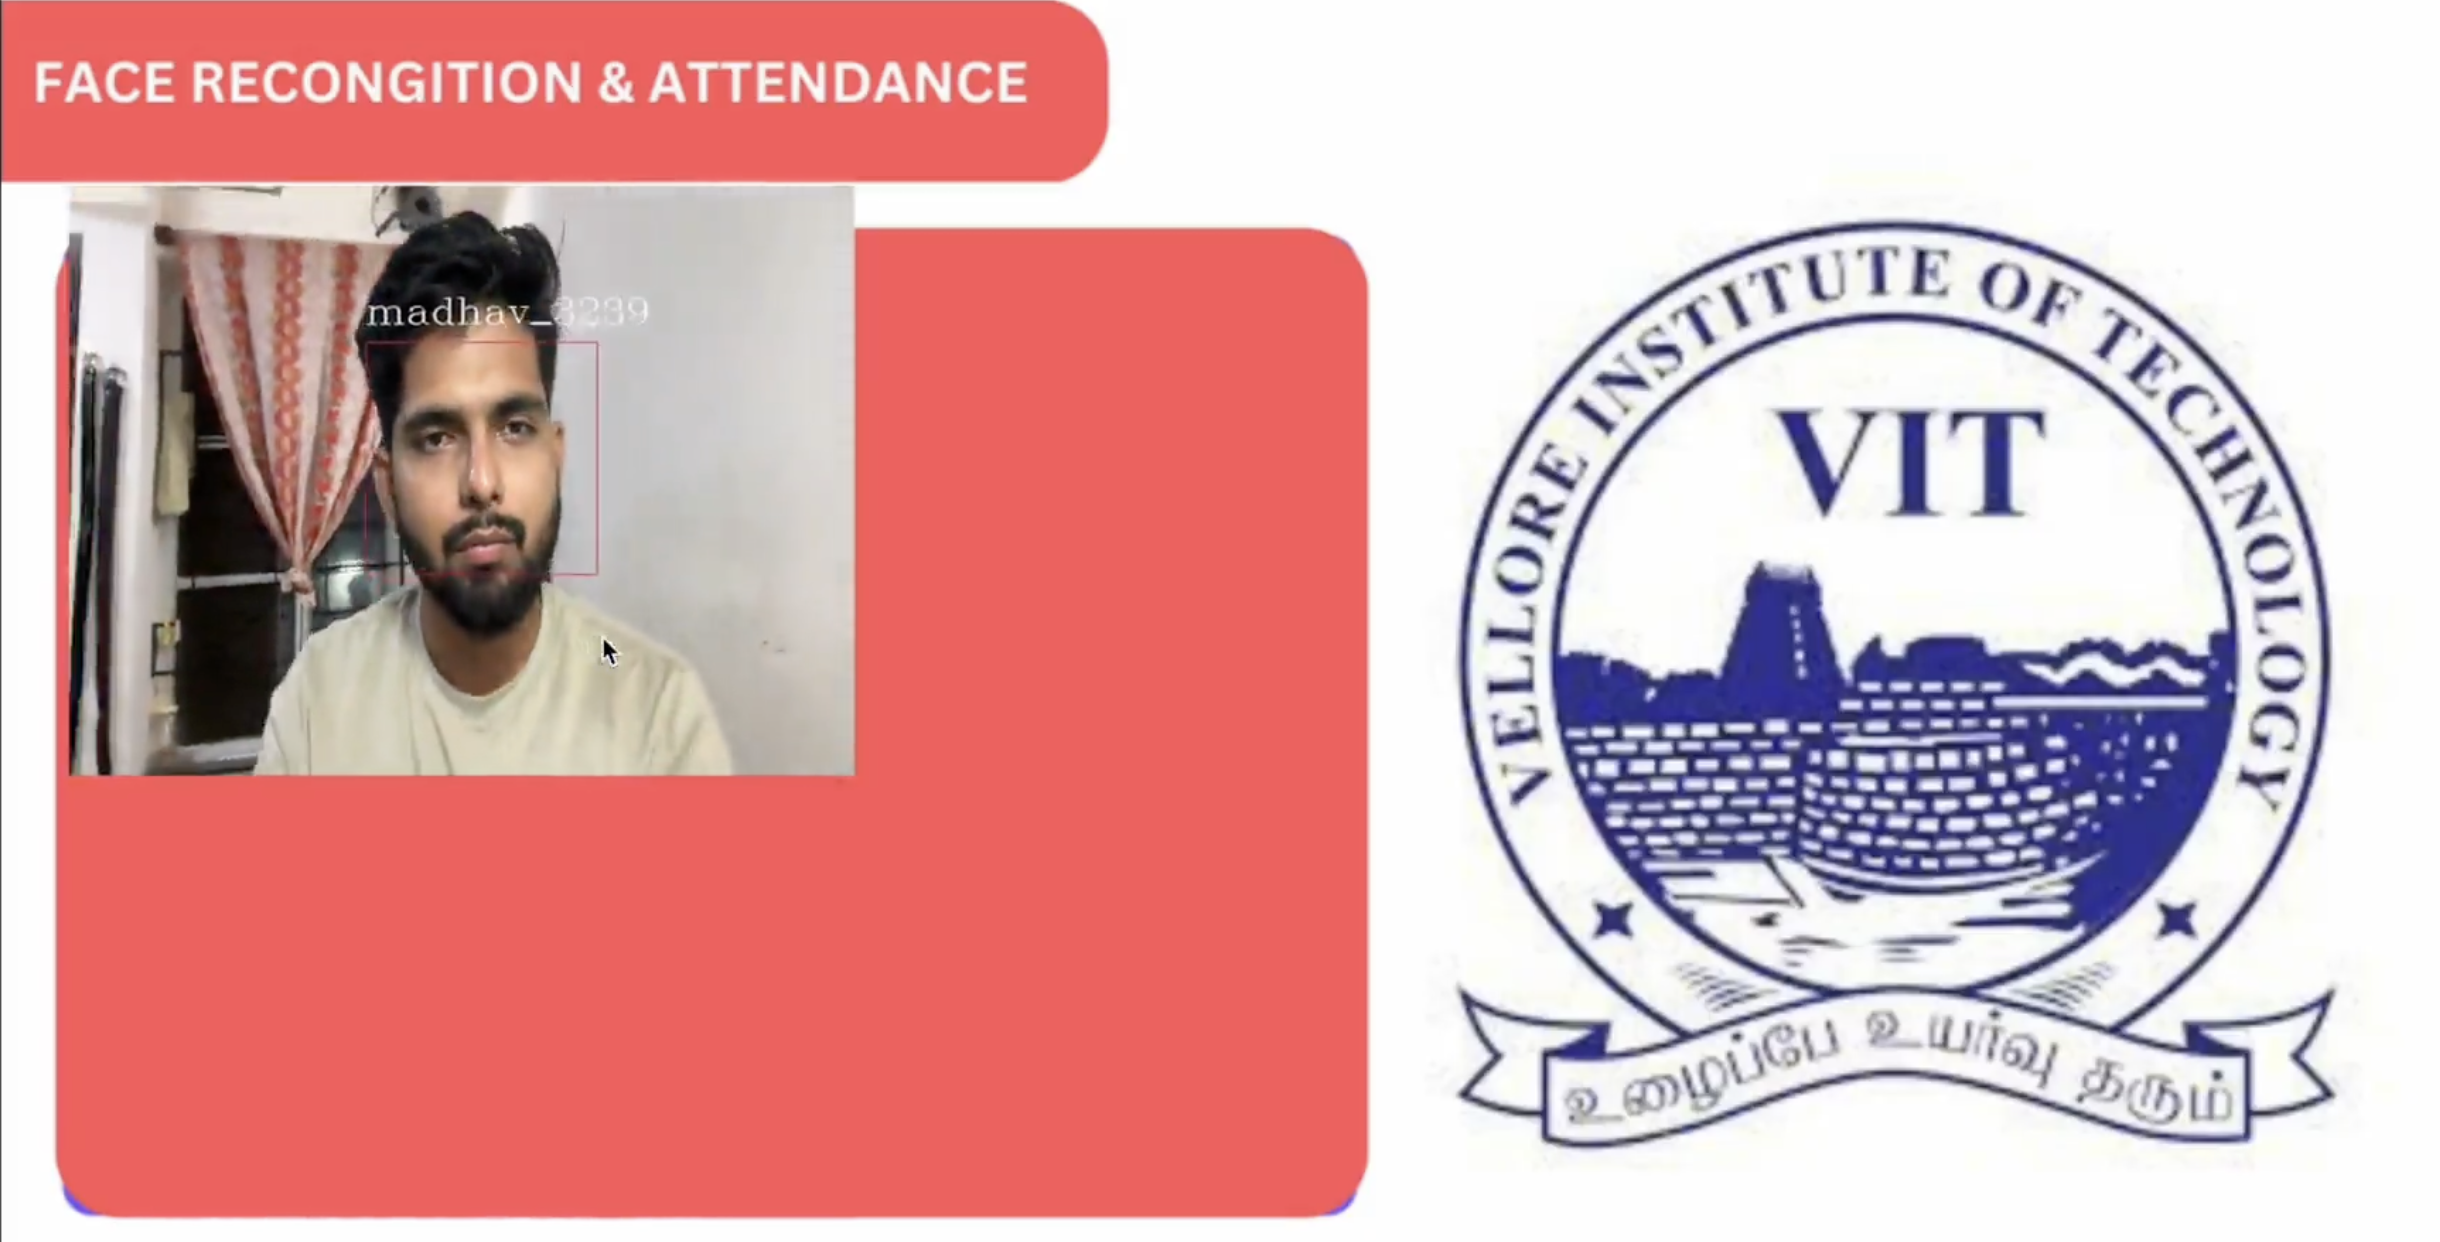 FACE RECONGITION & ATTENDANCE
madhav_3239
VELLORE INSTITUTE OF TECHNOLOGY
VIT
உழைப்பே உயர்வு தரும்